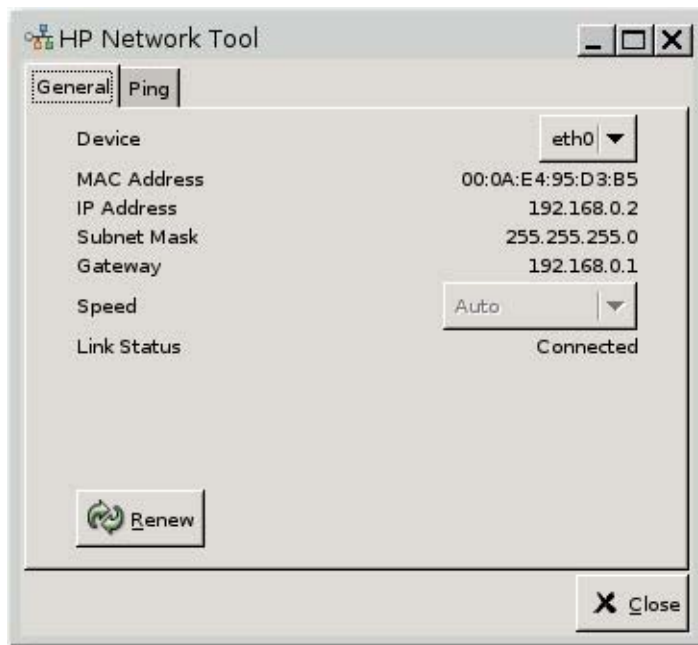 HP Network Tool
General Ping
Device eth0
MAC Address 00:0A:E4:95:D3:B5
IP Address 192.168.0.2
Subnet Mask 255.255.255.0
Gateway 192.168.0.1
Speed Auto
Link Status Connected
Renew
Close